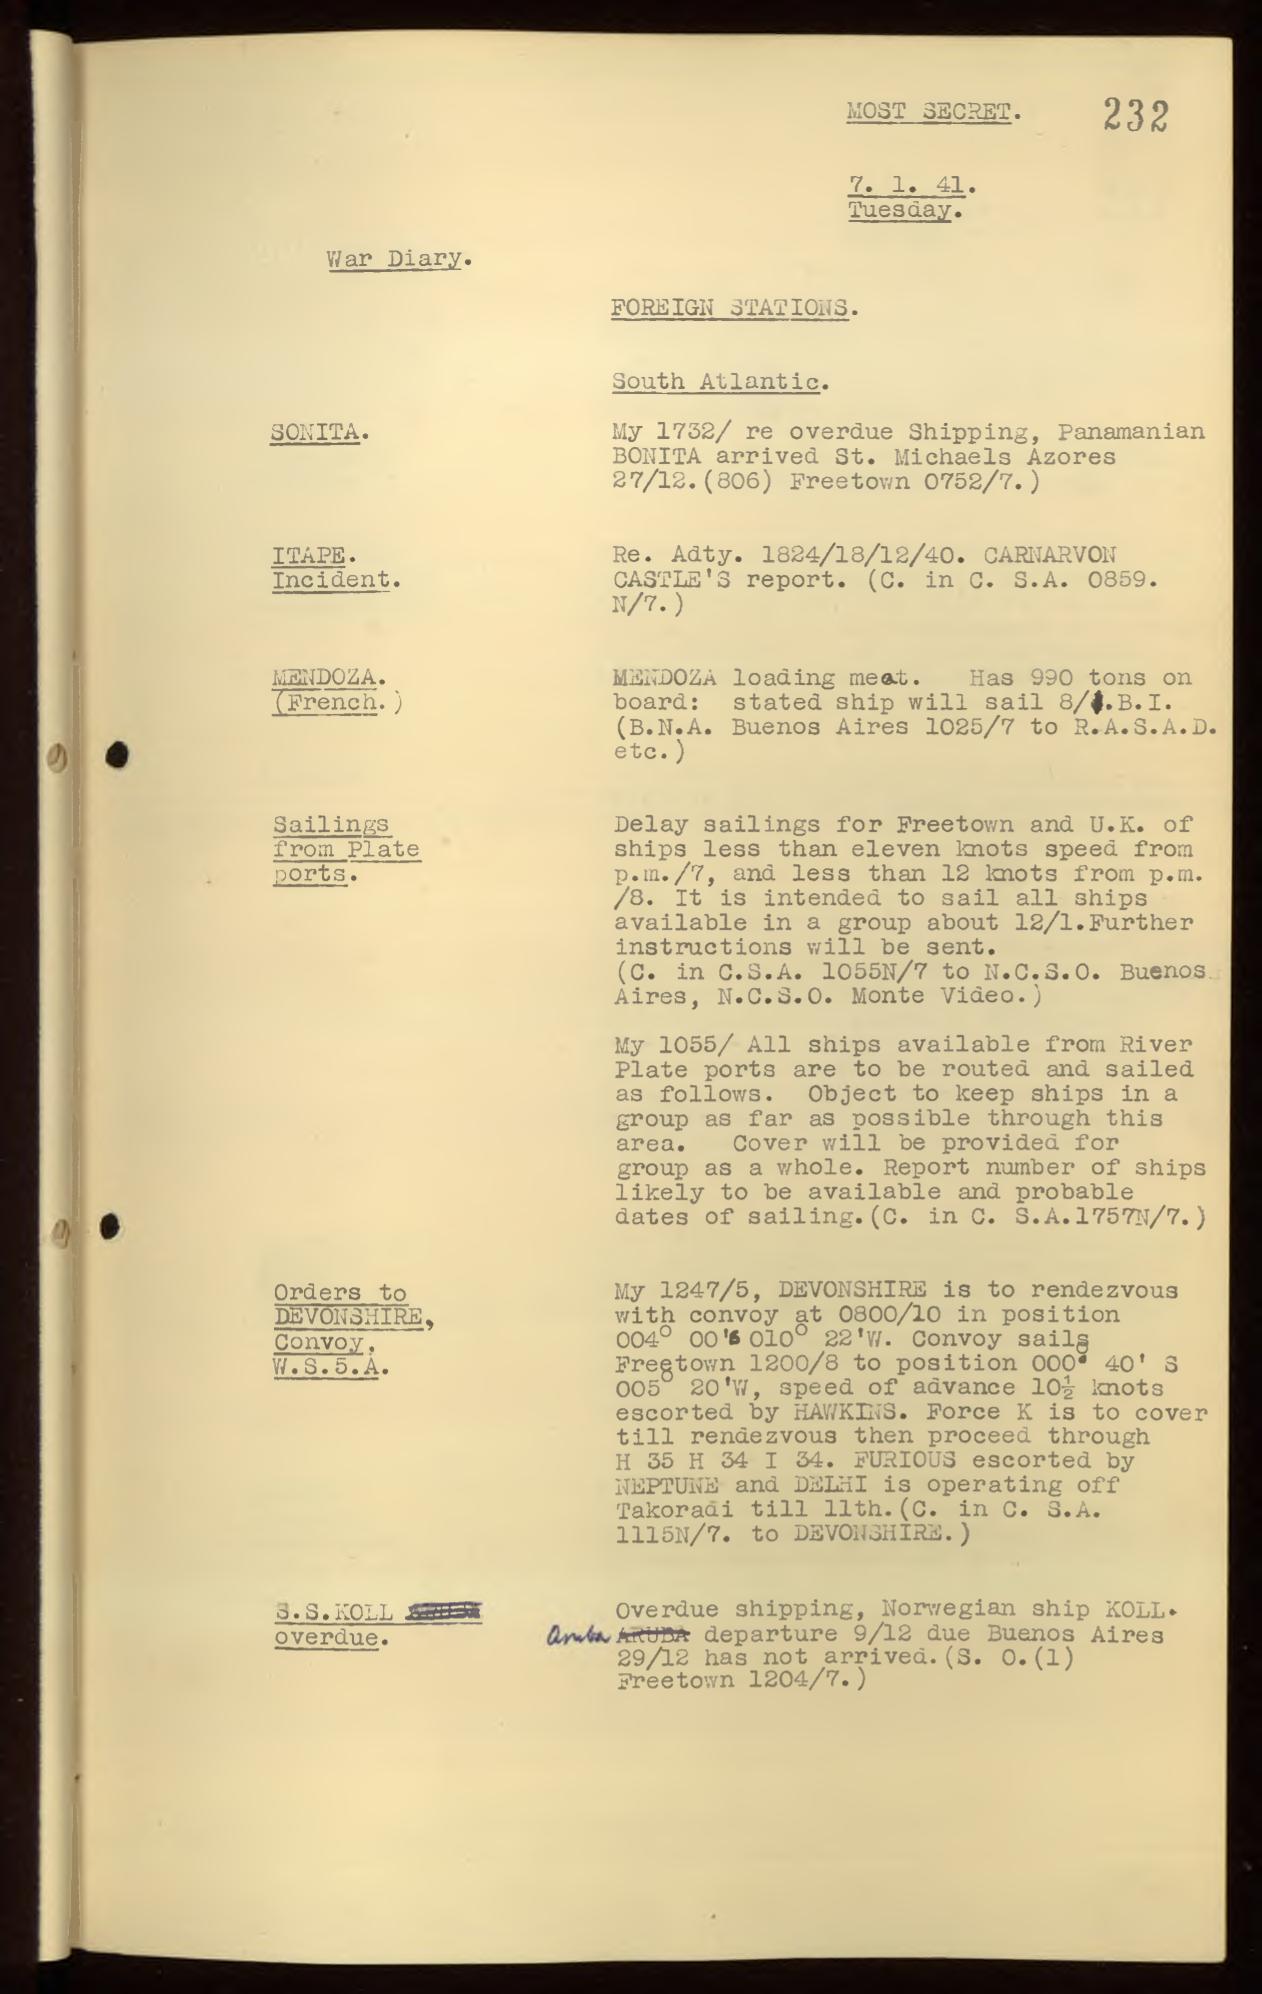 MOST SECRET. 232
7. 1. 41.
Tuesday.
War Diary.
FOREIGN STATIONS.
South Atlantic.
SONITA.
My 1732/ re overdue Shipping, Panamanian
BONITA arrived St. Michaels Azores
27/12.(806) Freetown 0752/7.)
ITAPE.
Incident.
Re. Adty. 1824/18/12/40. CARNARVON
CASTLE'S report. (C. in C. S.A. 0859.
N/7.)
MENDOZA.
(French.)
MENDOZA loading meat. Has 990 tons on
board: stated ship will sail 8/1.B.I.
(B.N.A. Buenos Aires 1025/7 to R.A.S.A.D.
etc.)
Sailings
from Plate
ports.
Delay sailings for Freetown and U.K. of
ships less than eleven knots speed from
p.m./7, and less than 12 knots from p.m.
/8. It is intended to sail all ships
available in a group about 12/1.Further
instructions will be sent.
(C. in C.S.A. 1055N/7 to N.C.S.O. Buenos
Aires, N.C.S.O. Monte Video.)
My 1055/ All ships available from River
Plate ports are to be routed and sailed
as follows. Object to keep ships in a
group as far as possible through this
area. Cover will be provided for
group as a whole. Report number of ships
likely to be available and probable
dates of sailing.(C. in C. S.A.1757N/7.)
Orders to
DEVONSHIRE,
Convoy,
W.S.5.A.
My 1247/5, DEVONSHIRE is to rendezvous
with convoy at 0800/10 in position
004° 00'S 010° 22'W. Convoy sails
Freetown 1200/8 to position 000° 40' S
005° 20'W, speed of advance 10½ knots
escorted by HAWKINS. Force K is to cover
till rendezvous then proceed through
H 35 H 34 I 34. FURIOUS escorted by
NEPTUNE and DELHI is operating off
Takoradi till 11th.(C. in C. S.A.
1115N/7. to DEVONSHIRE.)
S.S.KOLL
overdue.
Overdue shipping, Norwegian ship KOLL.
Aruba ARUBA departure 9/12 due Buenos Aires
29/12 has not arrived.(S. O.(1)
Freetown 1204/7.)